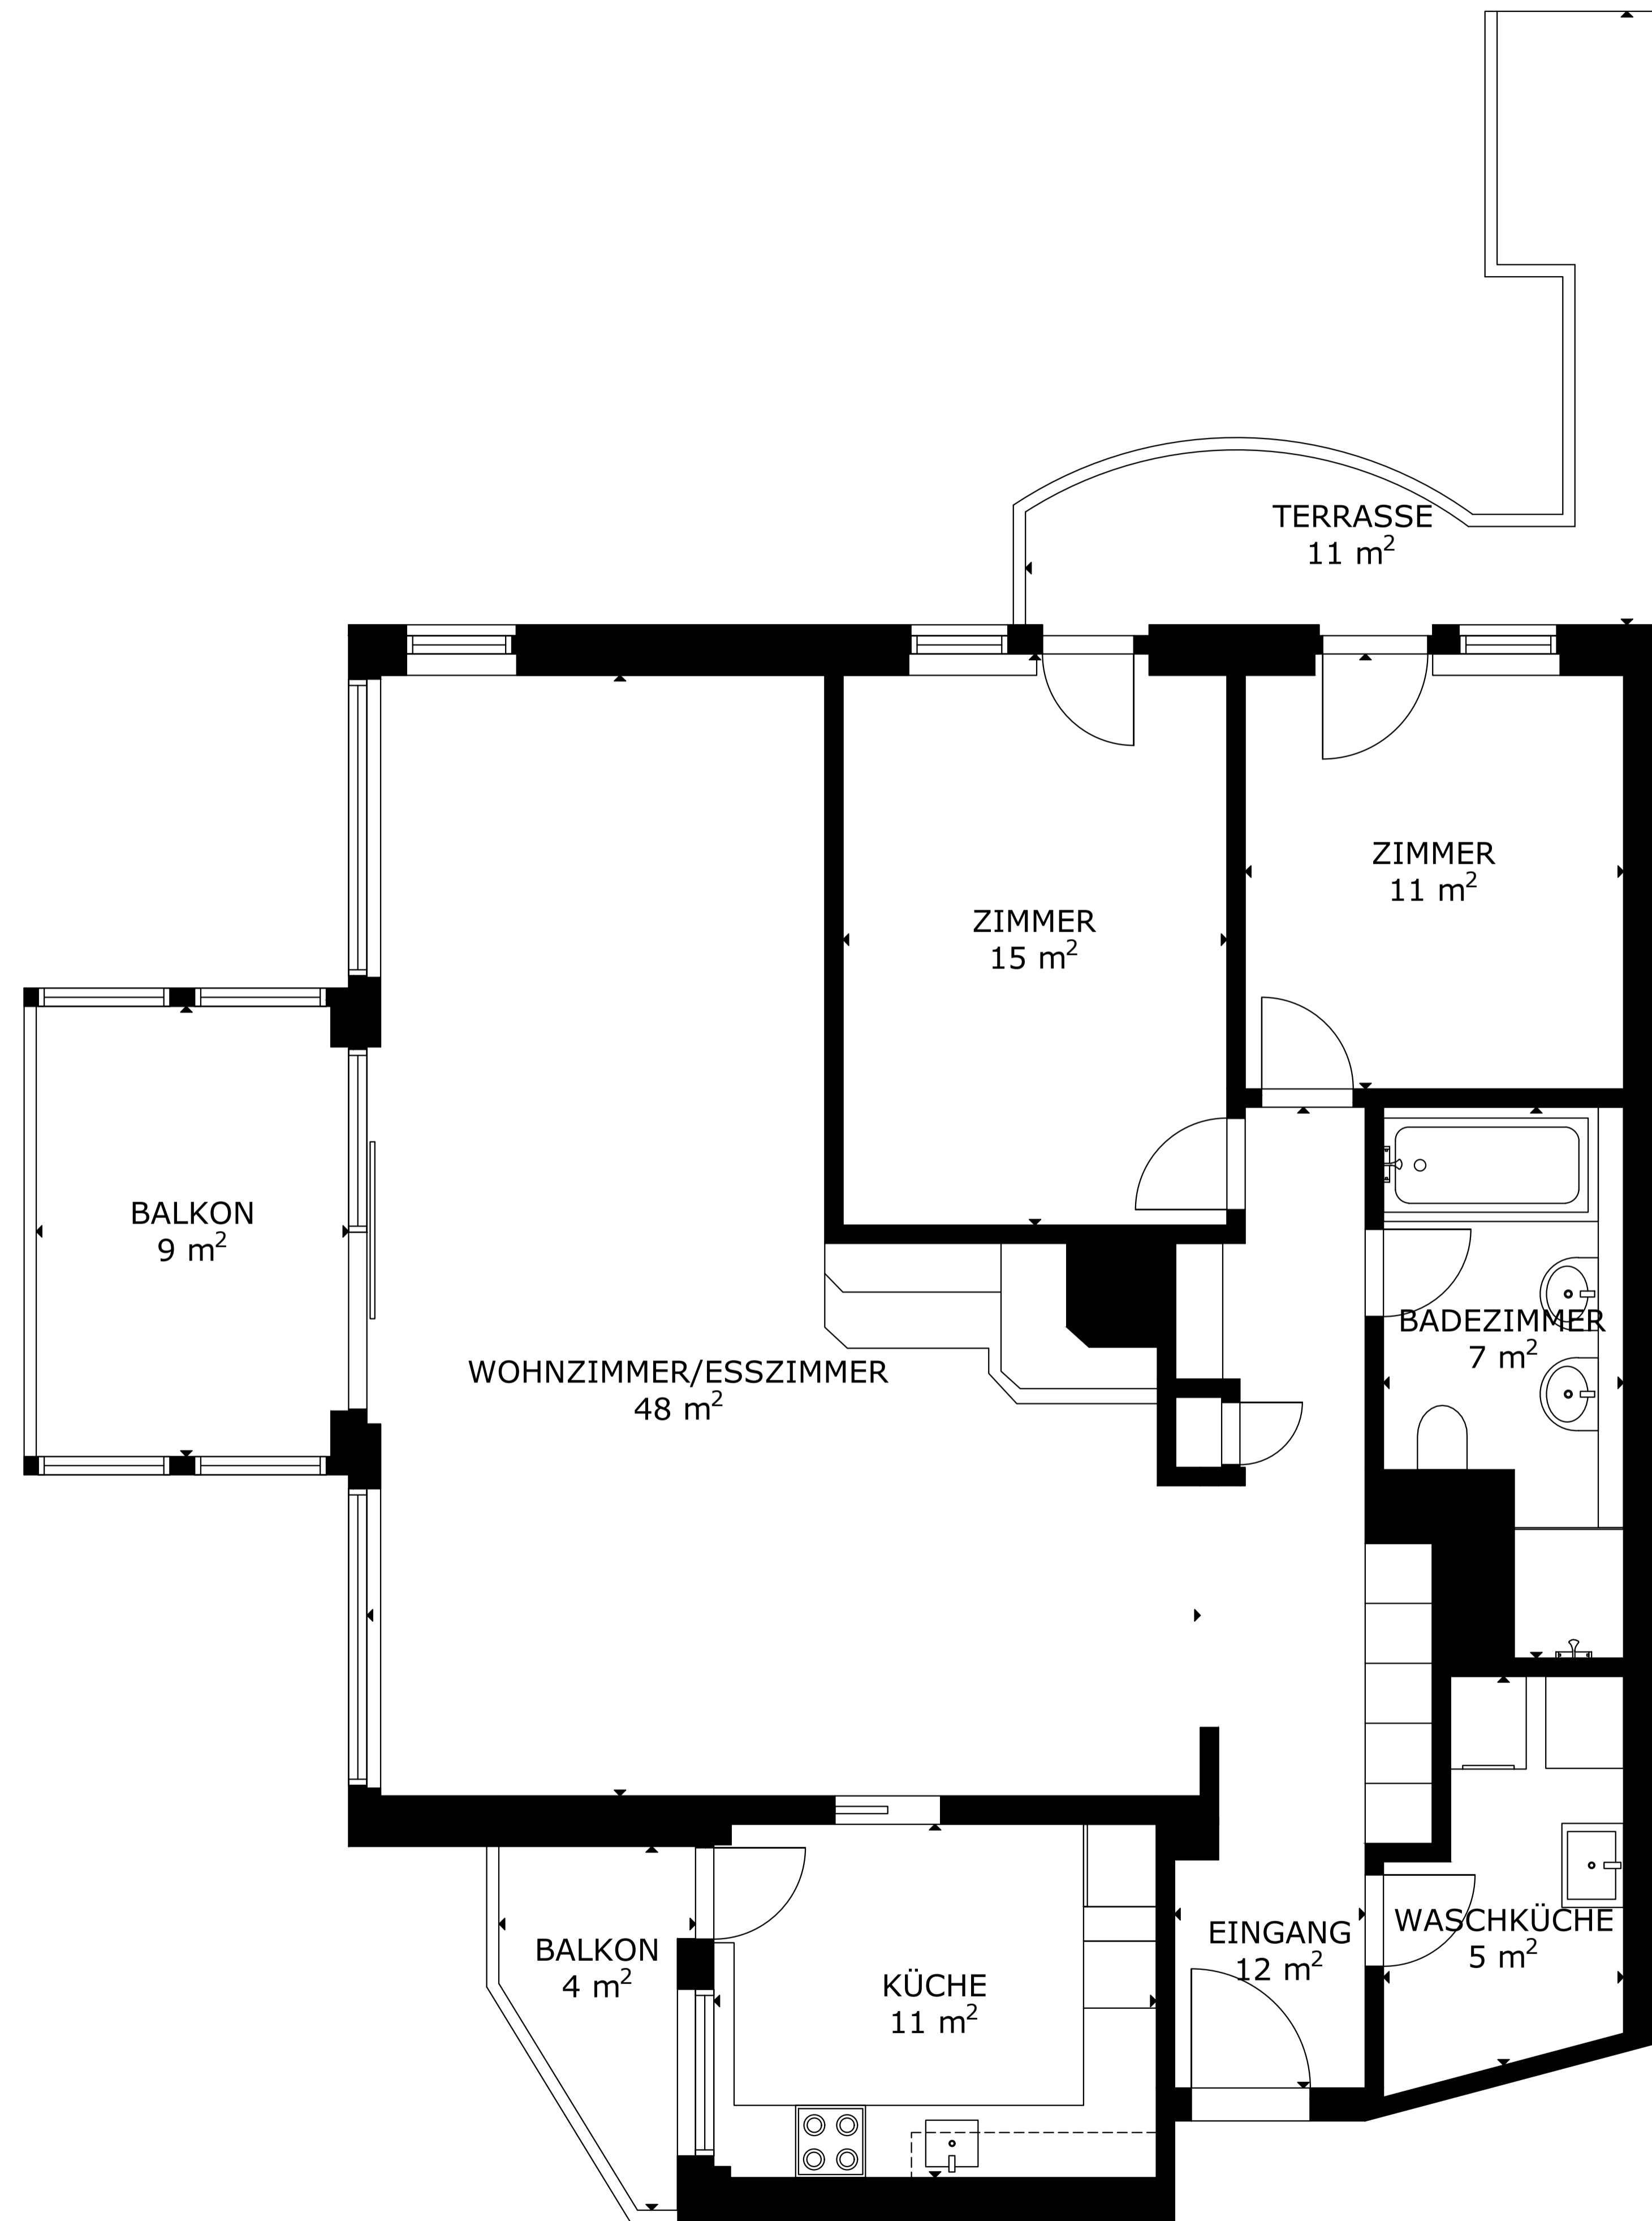 TERRASSE
11 m²
ZIMMER
11 m²
ZIMMER
15 m²
BALKON
9 m²
BADEZIMMER
7 m²
WOHNZIMMER/ESSZIMMER
48 m²
WASCHKÜCHE
5 m²
EINGANG
12 m²
BALKON
4 m²
KÜCHE
11 m²